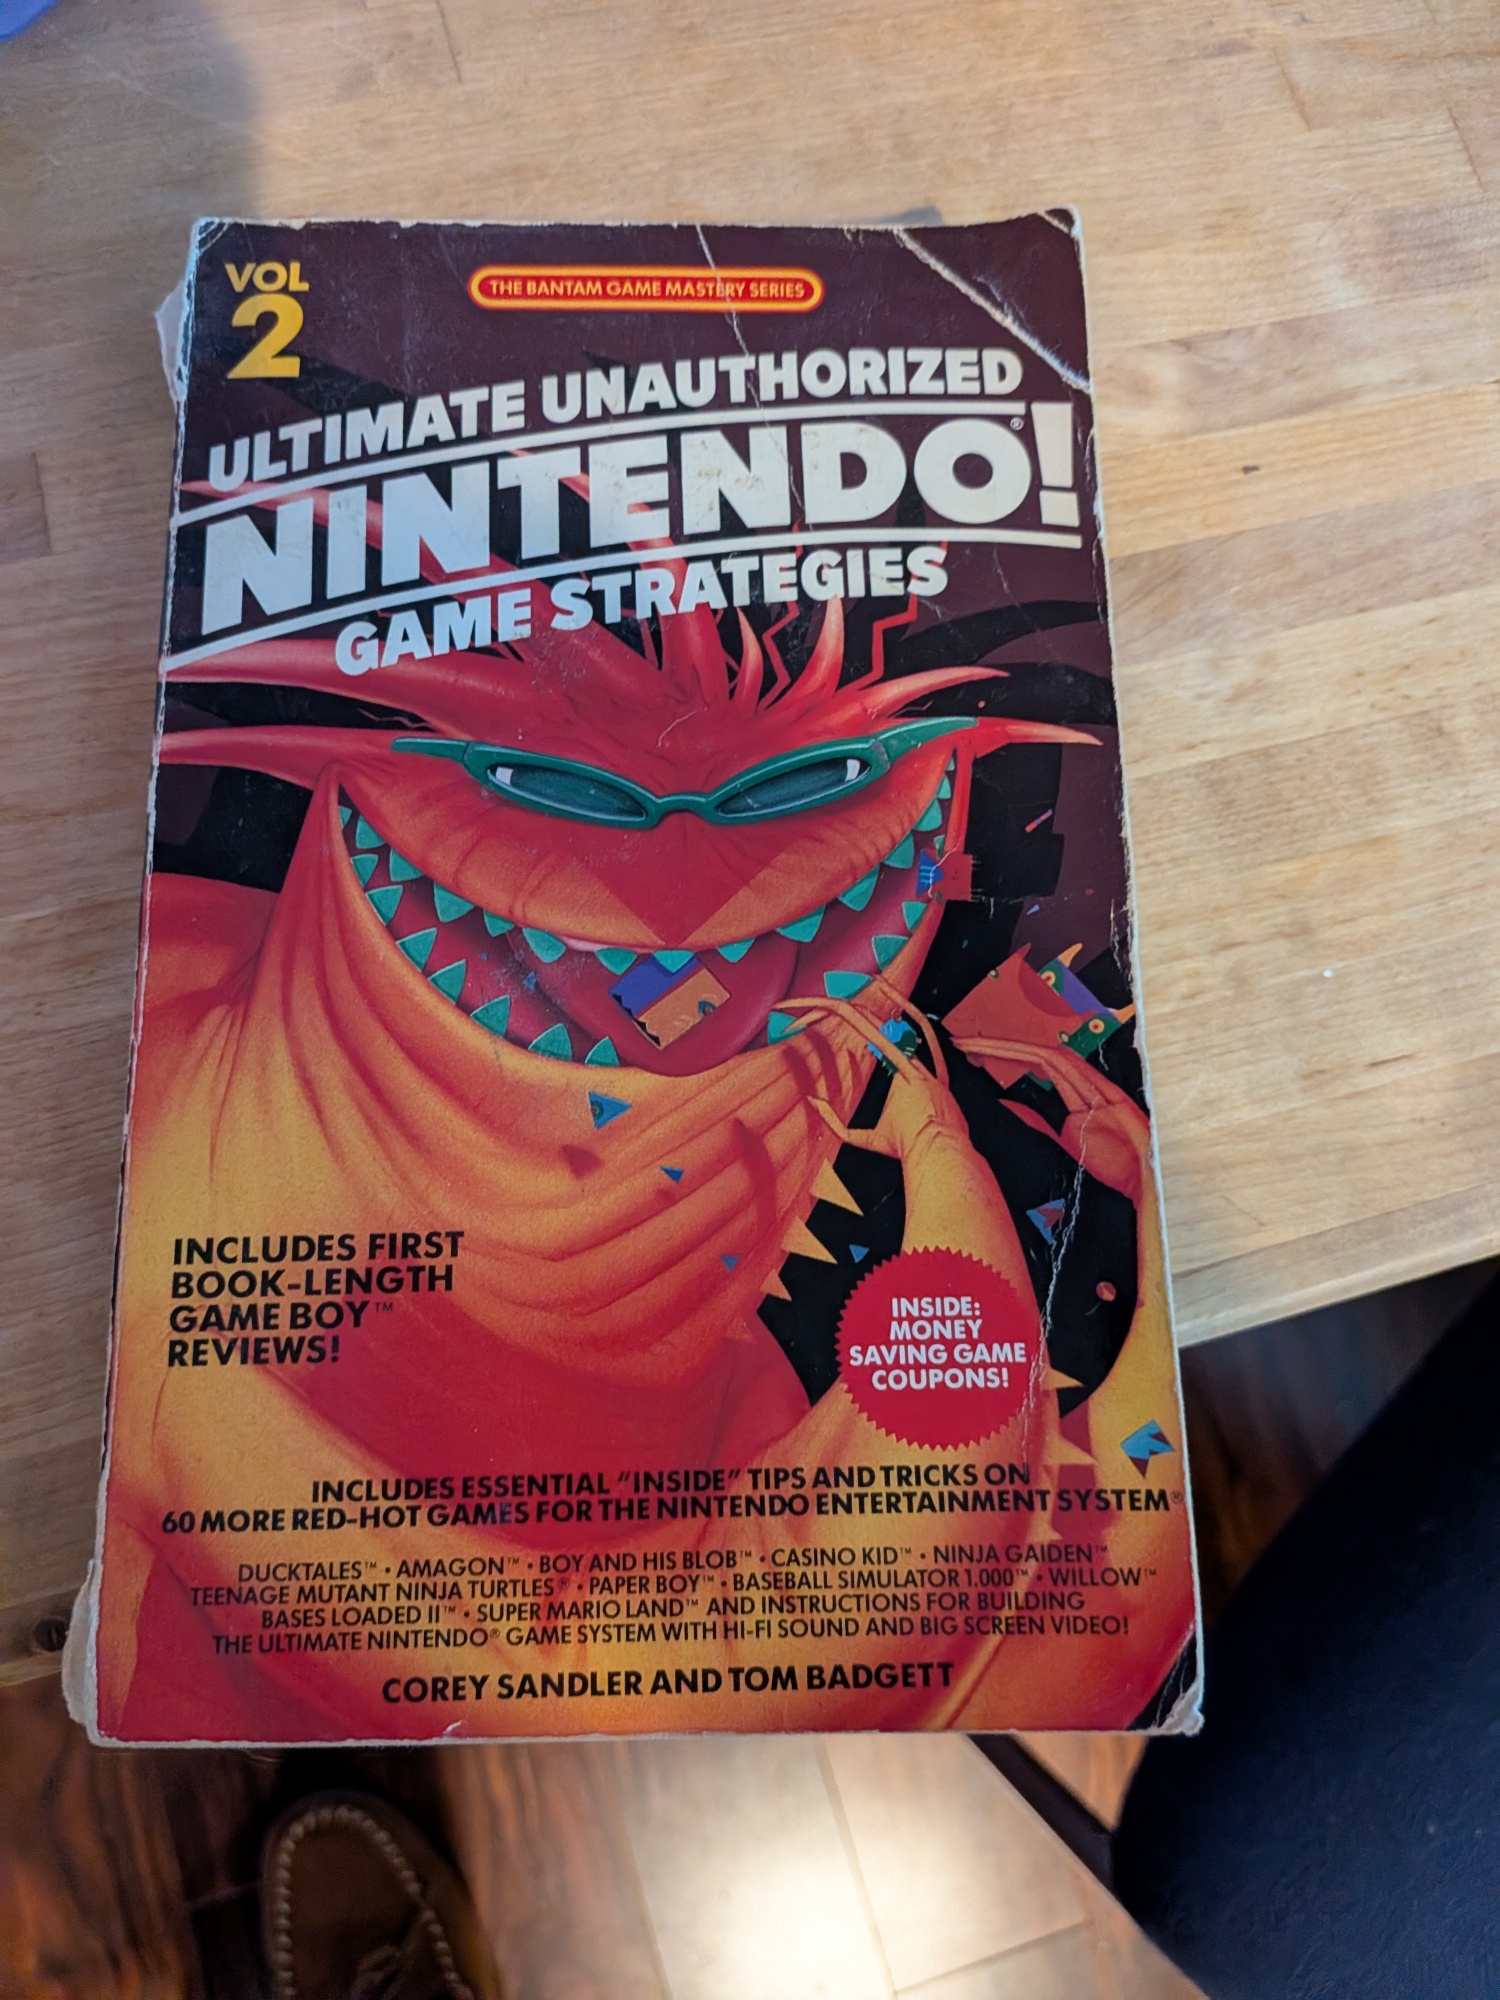 VOL
2
THE BANTAM GAME MASTERY SERIES
ULTIMATE UNAUTHORIZED
NINTENDO®!
GAME STRATEGIES
INCLUDES FIRST
BOOK-LENGTH
GAME BOY™
REVIEWS!
INSIDE:
MONEY
SAVING GAME
COUPONS!
INCLUDES ESSENTIAL "INSIDE" TIPS AND TRICKS ON
60 MORE RED-HOT GAMES FOR THE NINTENDO ENTERTAINMENT SYSTEM®
DUCKTALES™ • AMAGON™ • BOY AND HIS BLOB™ • CASINO KID™ • NINJA GAIDEN™
TEENAGE MUTANT NINJA TURTLES® • PAPER BOY™ • BASEBALL SIMULATOR 1.000™ • WILLOW™
BASES LOADED II™ • SUPER MARIO LAND™ AND INSTRUCTIONS FOR BUILDING
THE ULTIMATE NINTENDO® GAME SYSTEM WITH HI-FI SOUND AND BIG SCREEN VIDEO!
COREY SANDLER AND TOM BADGETT